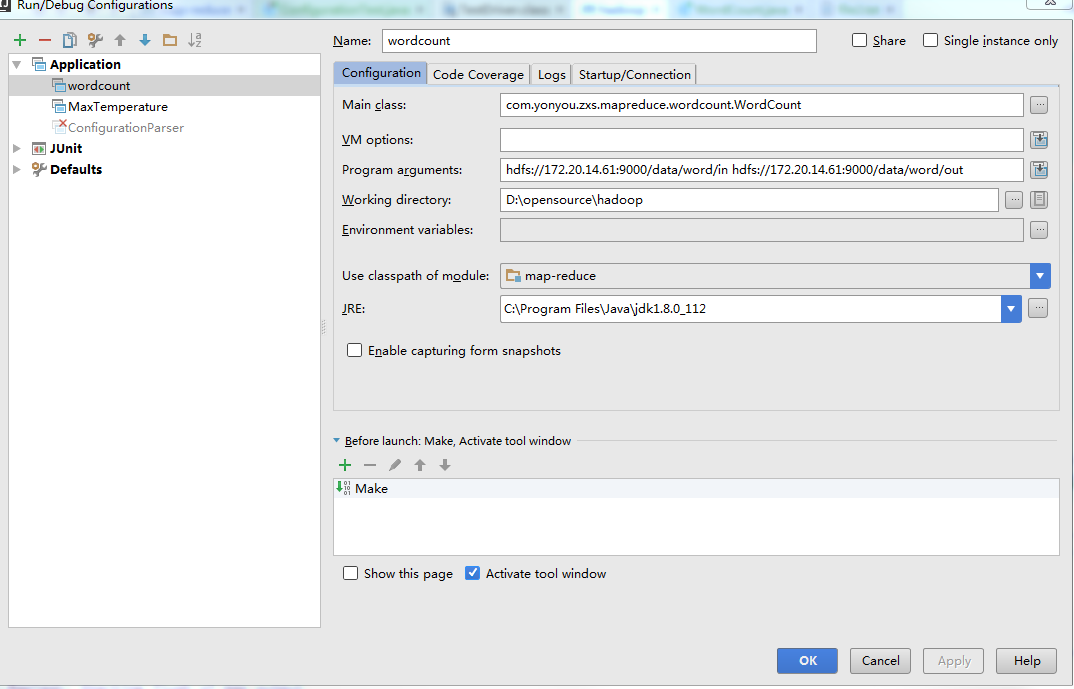 Run/Debug Configurations
Name: wordcount Share Single instance only
Application
wordcount
MaxTemperature
ConfigurationParser
JUnit
Defaults
Configuration Code Coverage Logs Startup/Connection
Main class: com.yonyou.zxs.mapreduce.wordcount.WordCount
VM options:
Program arguments: hdfs://172.20.14.61:9000/data/word/in hdfs://172.20.14.61:9000/data/word/out
Working directory: D:\opensource\hadoop
Environment variables:
Use classpath of module: map-reduce
JRE: C:\Program Files\Java\jdk1.8.0_112
Enable capturing form snapshots
Before launch: Make, Activate tool window
Make
Show this page Activate tool window
OK Cancel Apply Help